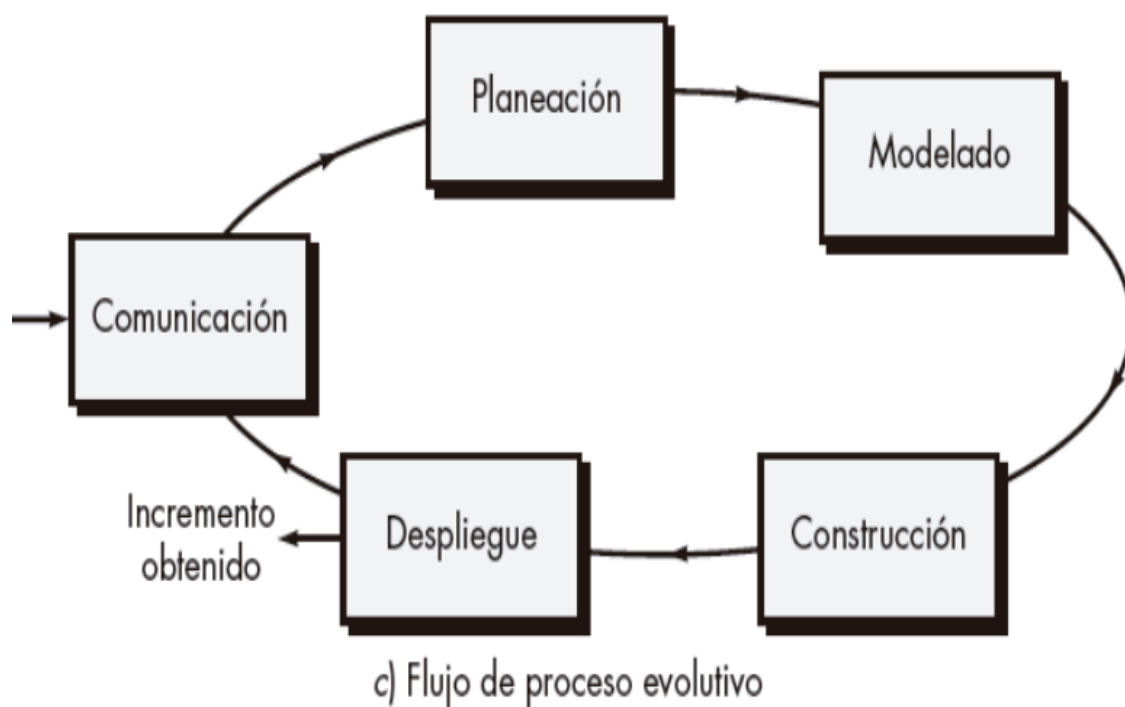 Planeación
Modelado
Comunicación
Incremento
obtenido
Despliegue
Construcción
c) Flujo de proceso evolutivo